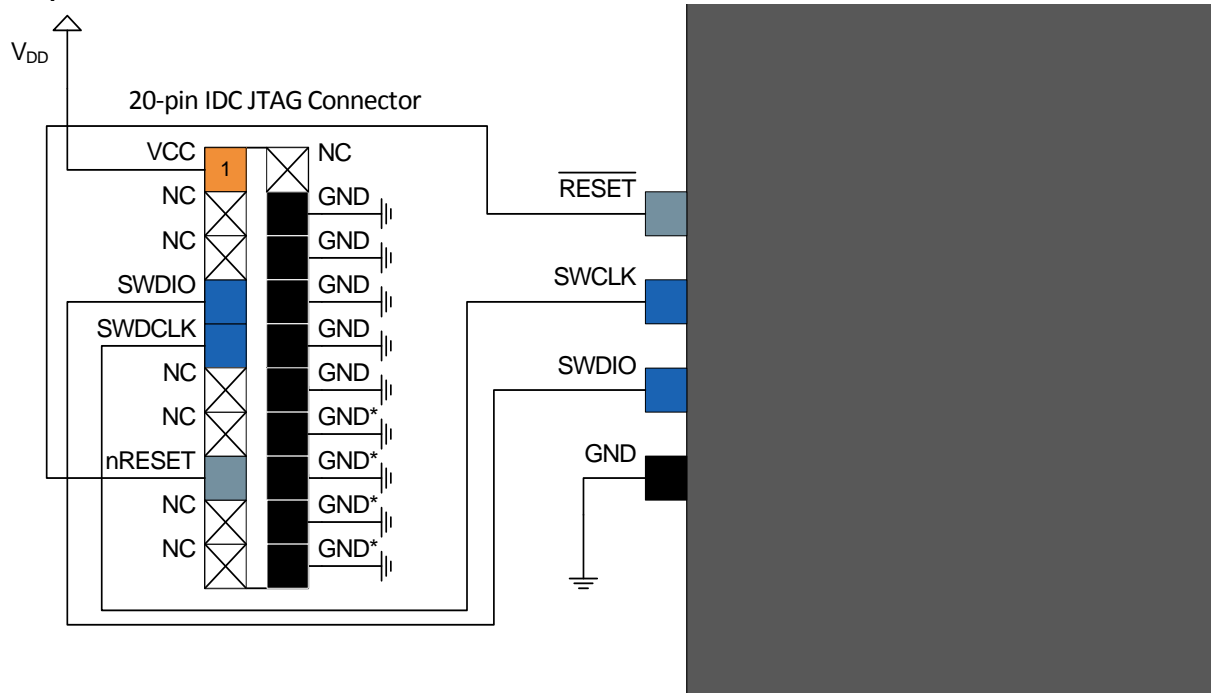 V_DD
20-pin IDC JTAG Connector
VCC
1
NC
NC
GND
NC
GND
SWDIO
GND
SWDCLK
GND
NC
GND
NC
GND*
nRESET
GND*
NC
GND*
NC
GND*
RESET
SWCLK
SWDIO
GND